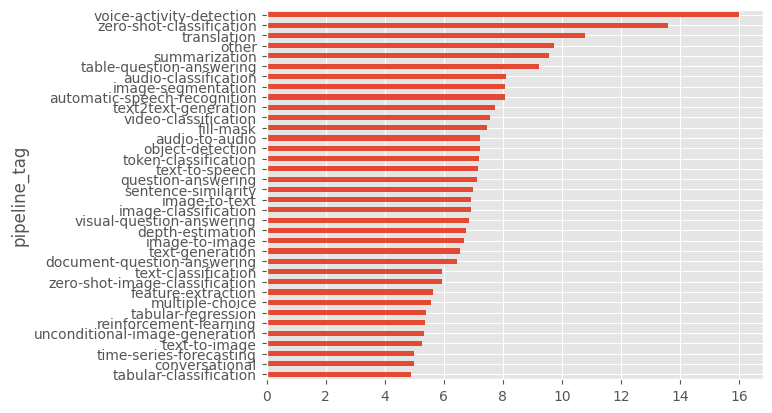 voice-activity-detection
zero-shot-classification
translation
other
summarization
table-question-answering
audio-classification
image-segmentation
automatic-speech-recognition
text2text-generation
video-classification
fill-mask
audio-to-audio
object-detection
token-classification
text-to-speech
question-answering
sentence-similarity
image-to-text
image-classification
visual-question-answering
depth-estimation
image-to-image
text-generation
document-question-answering
text-classification
zero-shot-image-classification
feature-extraction
multiple-choice
tabular-regression
reinforcement-learning
unconditional-image-generation
text-to-image
time-series-forecasting
conversational
tabular-classification
pipeline_tag
0 2 4 6 8 10 12 14 16